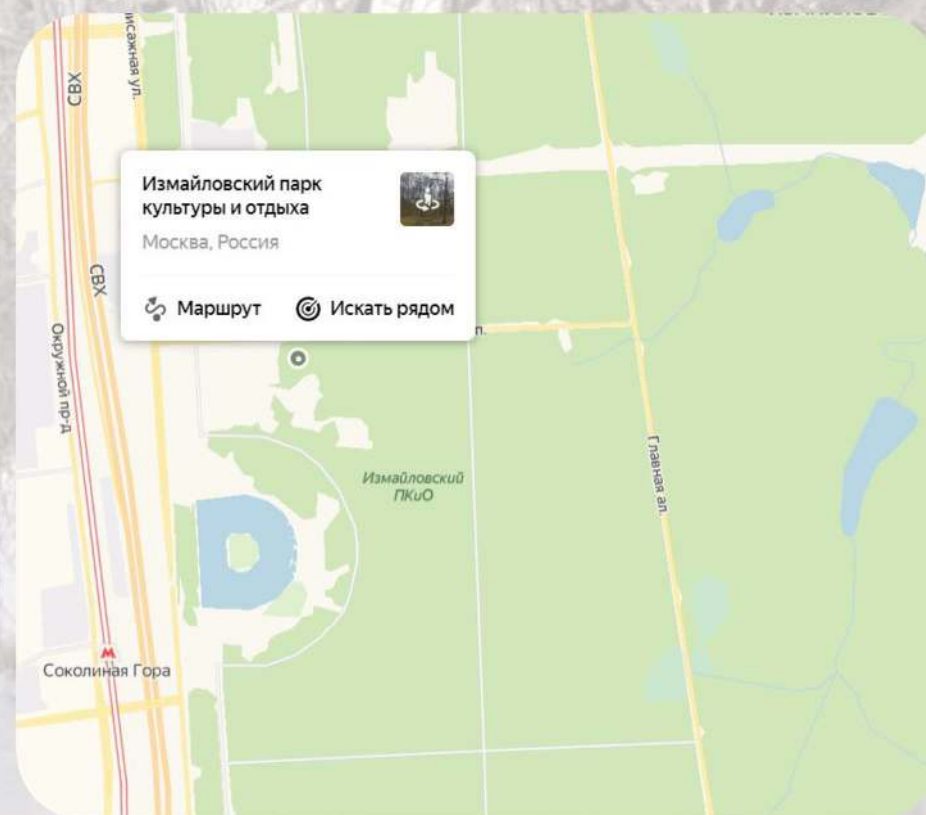 СВХ
Измайловский парк
культуры и отдыха
Москва, Россия
СВХ
Маршрут
Искать рядом
Окружной пр-д
Главная ал.
Измайловский
ПКиО
Соколиная Гора